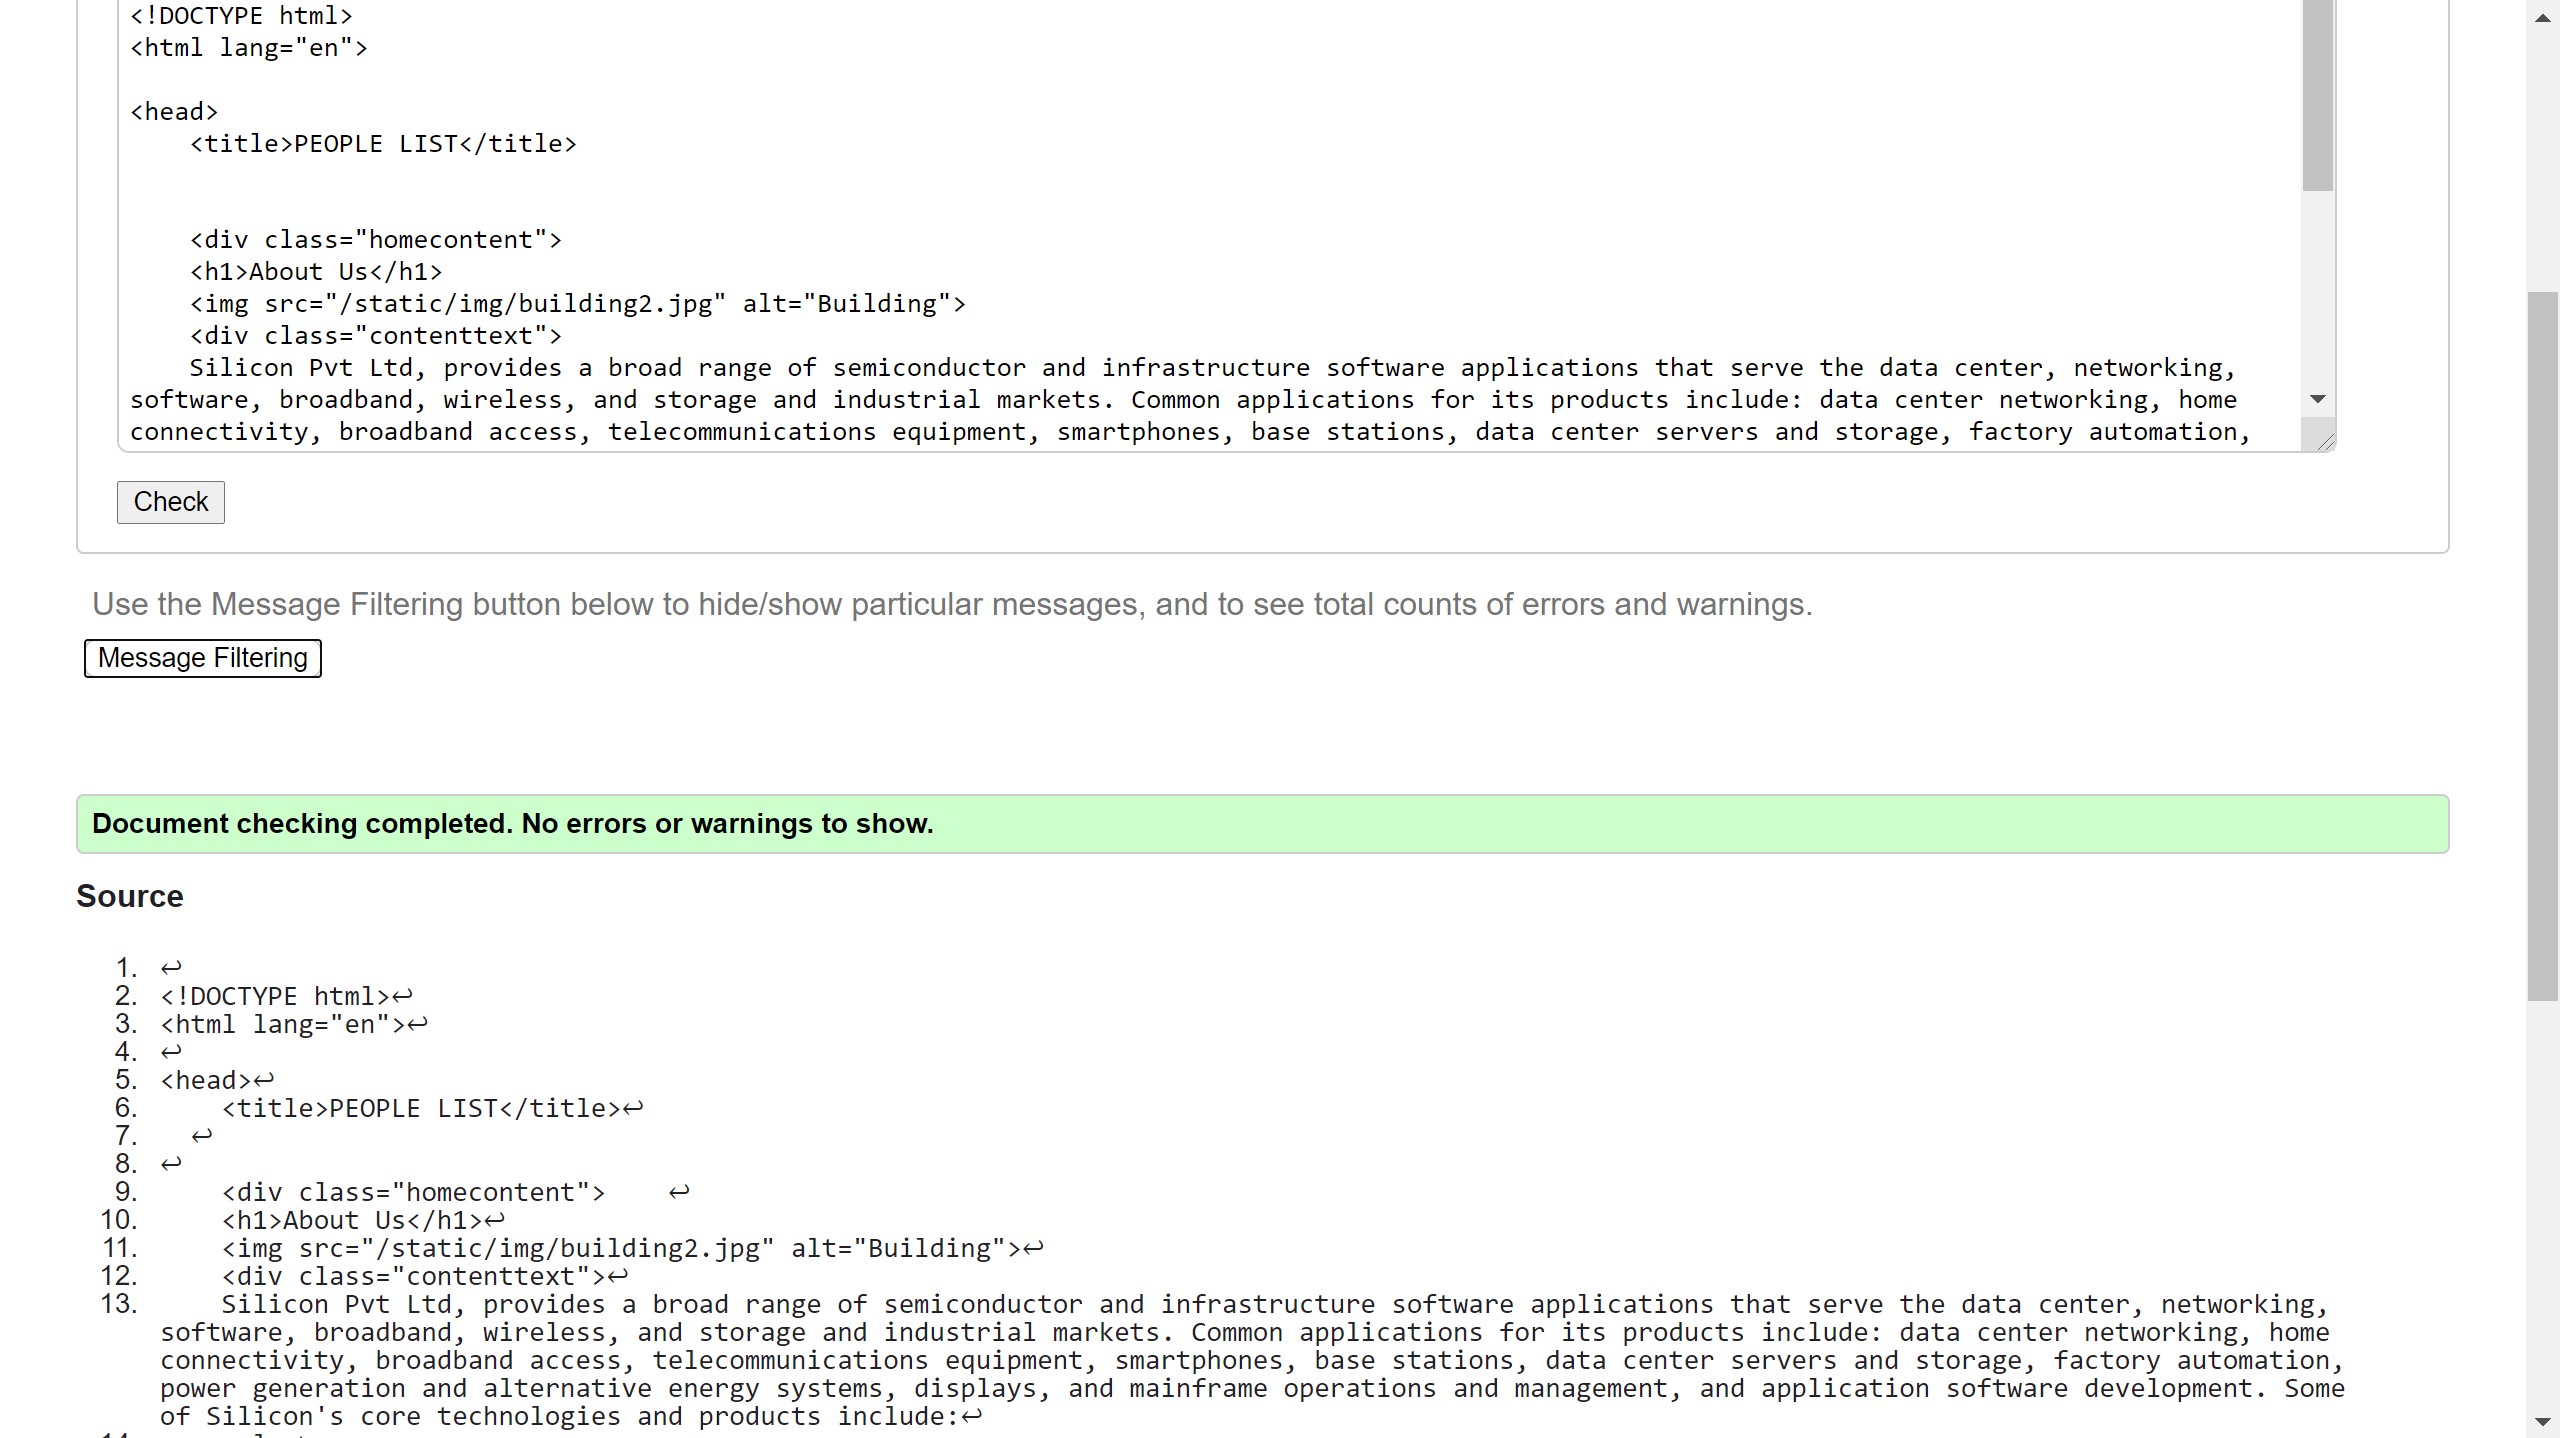 <!DOCTYPE html>
<html lang="en">
<head>
<title>PEOPLE LIST</title>
<div class="homecontent">
<h1>About Us</h1>
<img src="/static/img/building2.jpg" alt="Building">
<div class="contenttext">
Silicon Pvt Ltd, provides a broad range of semiconductor and infrastructure software applications that serve the data center, networking,
software, broadband, wireless, and storage and industrial markets. Common applications for its products include: data center networking, home
connectivity, broadband access, telecommunications equipment, smartphones, base stations, data center servers and storage, factory automation,
Check
Use the Message Filtering button below to hide/show particular messages, and to see total counts of errors and warnings.
Message Filtering
Document checking completed. No errors or warnings to show.
Source
1. ↩
2. <!DOCTYPE html>↩
3. <html lang="en">↩
4. ↩
5. <head>↩
6. <title>PEOPLE LIST</title>↩
7. ↩
8. ↩
9. <div class="homecontent"> ↩
10. <h1>About Us</h1>↩
11. <img src="/static/img/building2.jpg" alt="Building">↩
12. <div class="contenttext">↩
13. Silicon Pvt Ltd, provides a broad range of semiconductor and infrastructure software applications that serve the data center, networking,
software, broadband, wireless, and storage and industrial markets. Common applications for its products include: data center networking, home
connectivity, broadband access, telecommunications equipment, smartphones, base stations, data center servers and storage, factory automation,
power generation and alternative energy systems, displays, and mainframe operations and management, and application software development. Some
of Silicon's core technologies and products include:↩